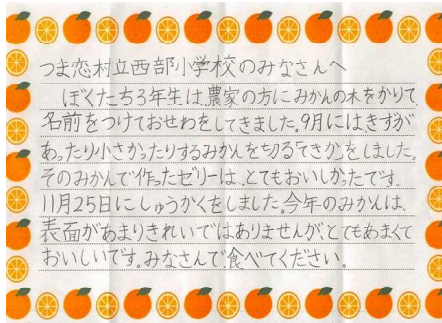 つま恋村立西部小学校のみなさんへ
ぼくたち3年生は、農家の方にみかんの木をかりて、
名前をつけておせわをしてきました。9月にはきずが
あったり小さかったりするみかんを切る「てきか」をしました。
そのみかんで作ったゼリーは、とてもおいしかったです。
11月25日にしゅうかくをしました。今年のみかんは、
表面があまりきれいではありませんがとてもあまくて
おいしいです。みなさんで食べてください。